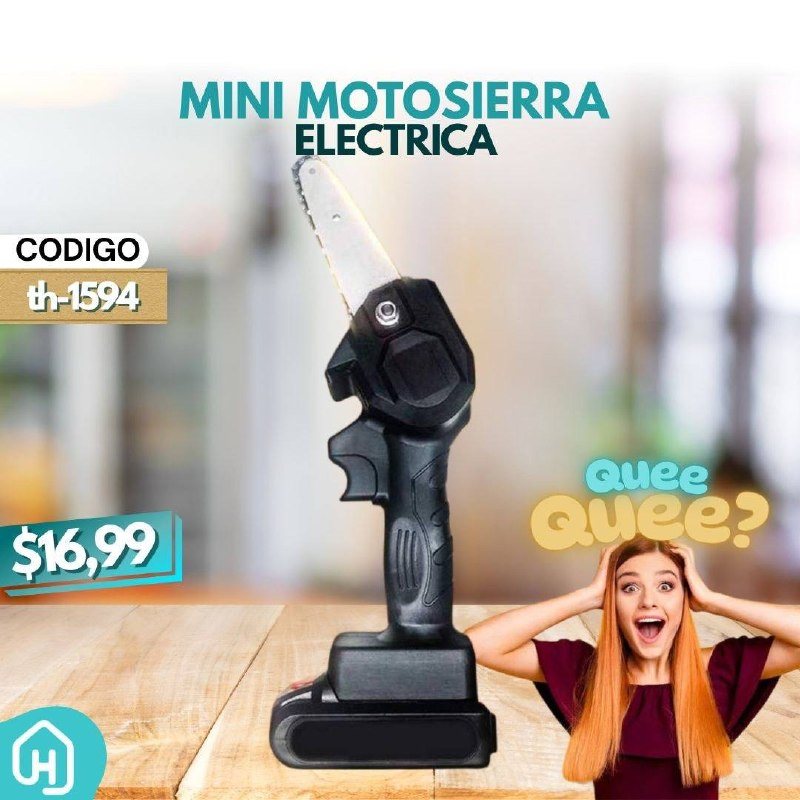 MINI MOTOSIERRA
ELECTRICA
CODIGO
th-1594
Quee
Quee?
$16,99
H